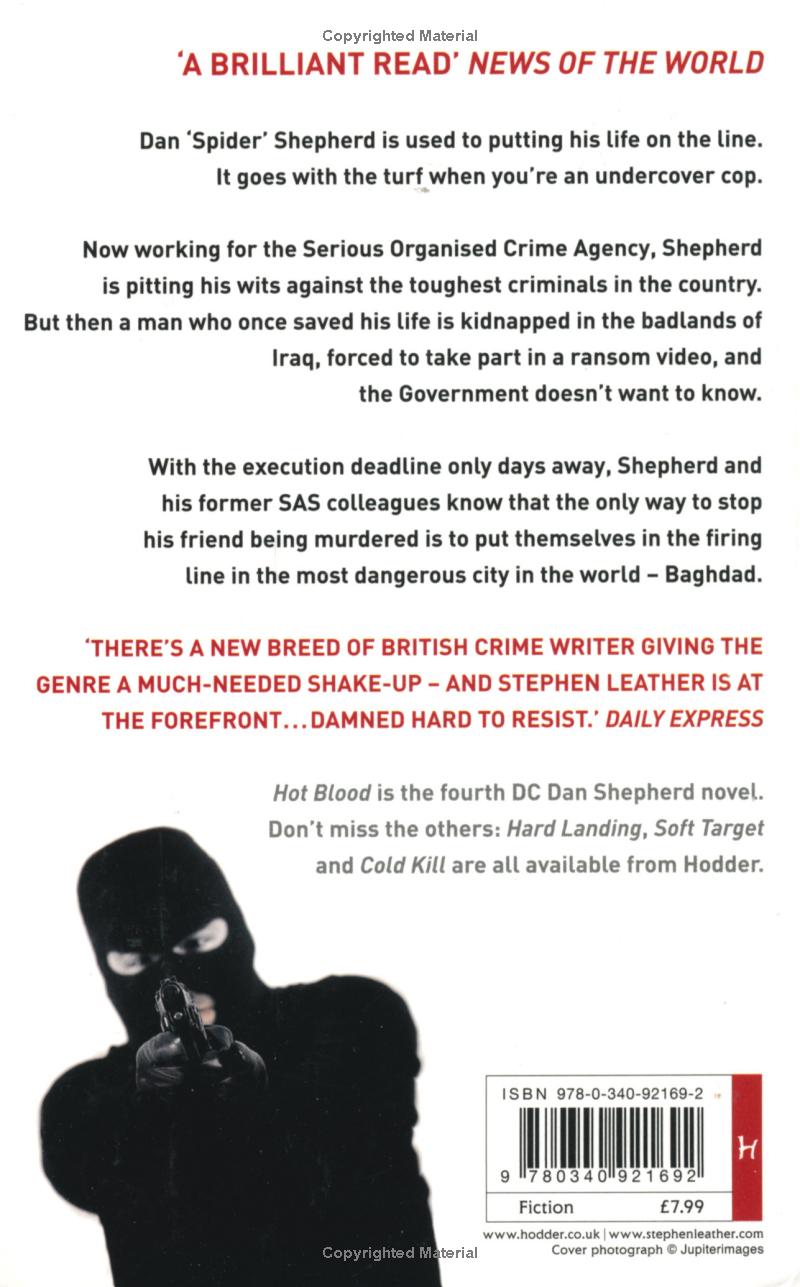 Copyrighted Material
‘A BRILLIANT READ’ NEWS OF THE WORLD
Dan ‘Spider’ Shepherd is used to putting his life on the line.
It goes with the turf when you’re an undercover cop.
Now working for the Serious Organised Crime Agency, Shepherd
is pitting his wits against the toughest criminals in the country.
But then a man who once saved his life is kidnapped in the badlands of
Iraq, forced to take part in a ransom video, and
the Government doesn’t want to know.
With the execution deadline only days away, Shepherd and
his former SAS colleagues know that the only way to stop
his friend being murdered is to put themselves in the firing
line in the most dangerous city in the world – Baghdad.
‘THERE’S A NEW BREED OF BRITISH CRIME WRITER GIVING THE
GENRE A MUCH-NEEDED SHAKE-UP – AND STEPHEN LEATHER IS AT
THE FOREFRONT...DAMNED HARD TO RESIST.’ DAILY EXPRESS
Hot Blood is the fourth DC Dan Shepherd novel.
Don’t miss the others: Hard Landing, Soft Target
and Cold Kill are all available from Hodder.
ISBN 978-0-340-92169-2
9 780340 921692
H
Fiction £7.99
www.hodder.co.uk | www.stephenleather.com
Cover photograph © Jupiterimages
Copyrighted Material